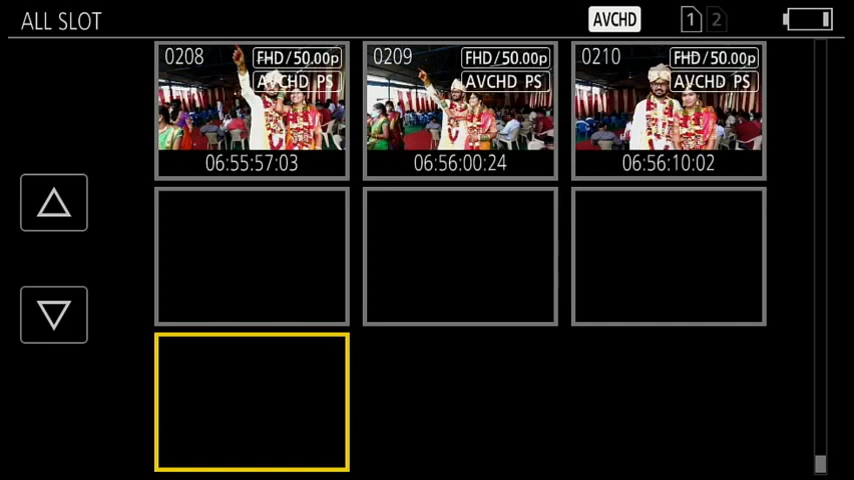 ALL SLOT
AVCHD
1 2
0208 FHD/50.00p
AVCHD PS
06:55:57:03
0209 FHD/50.00p
AVCHD PS
06:56:00:24
0210 FHD/50.00p
AVCHD PS
06:56:10:02